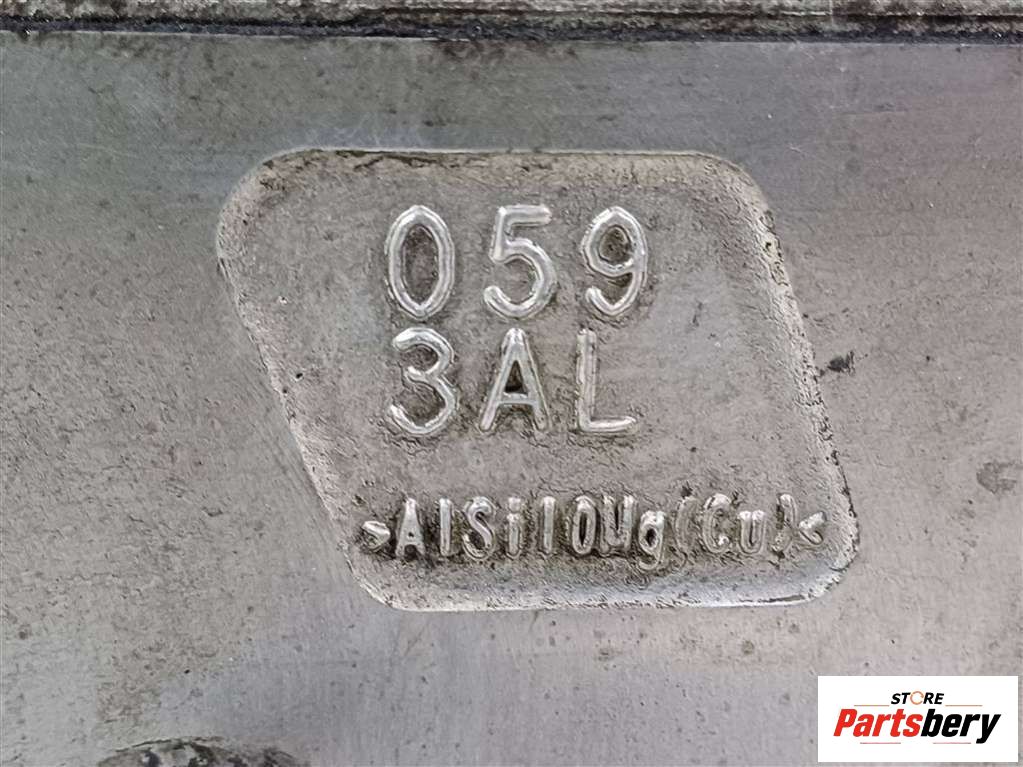 059
3AL
>AlSi10Mg(Cu)<
STORE
Partsbery